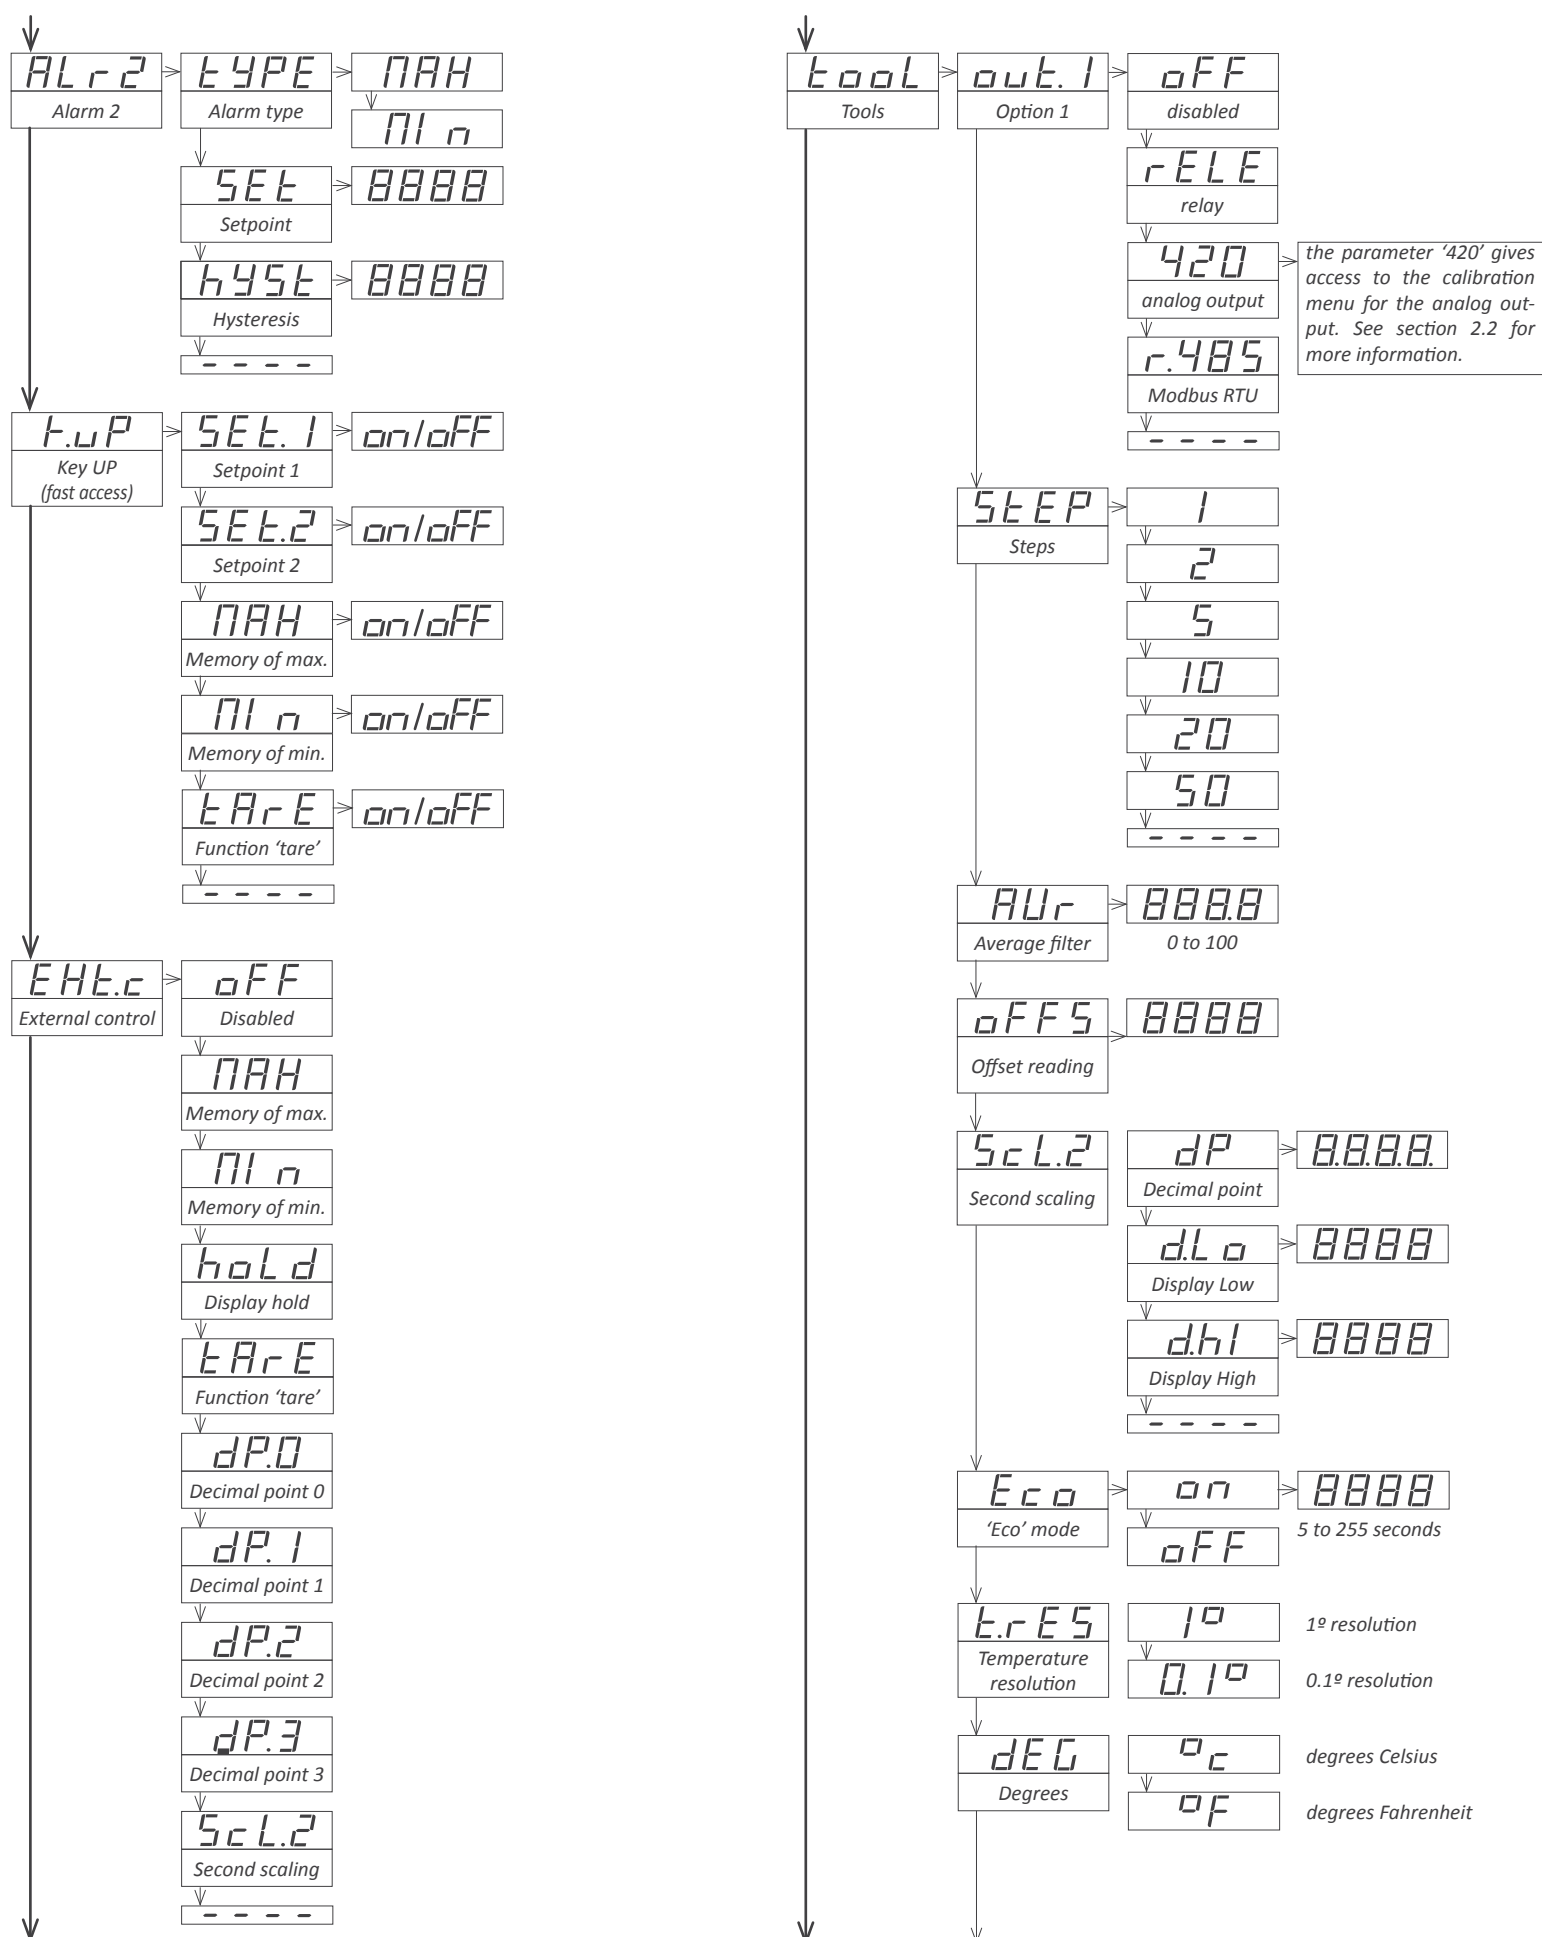 ALr2
Alarm 2
tYPE
Alarm type
MAH
MIn
SEt
Setpoint
8888
hYSt
Hysteresis
8888
----
k.uP
Key UP
(fast access)
SEt.1
Setpoint 1
on/oFF
SEt.2
Setpoint 2
on/oFF
MAH
Memory of max.
on/oFF
MIn
Memory of min.
on/oFF
tArE
Function ‘tare’
on/oFF
----
EHt.c
External control
oFF
Disabled
MAH
Memory of max.
MIn
Memory of min.
hoLd
Display hold
tArE
Function ‘tare’
dP.0
Decimal point 0
dP.1
Decimal point 1
dP.2
Decimal point 2
dP.3
Decimal point 3
ScL.2
Second scaling
----
tooL
Tools
out.1
Option 1
oFF
disabled
rELE
relay
420
analog output
the parameter ‘420’ gives
access to the calibration
menu for the analog out-
put. See section 2.2 for
more information.
r.485
Modbus RTU
----
StEP
Steps
1
2
5
10
20
50
----
AVr
Average filter
888.8
0 to 100
oFFS
Offset reading
8888
ScL.2
Second scaling
dP
Decimal point
8.8.8.8.
d.Lo
Display Low
8888
d.hI
Display High
8888
----
Eco
‘Eco’ mode
on
8888
5 to 255 seconds
oFF
t.rES
Temperature
resolution
1º
1º resolution
0.1º
0.1º resolution
dEG
Degrees
ºc
degrees Celsius
ºF
degrees Fahrenheit